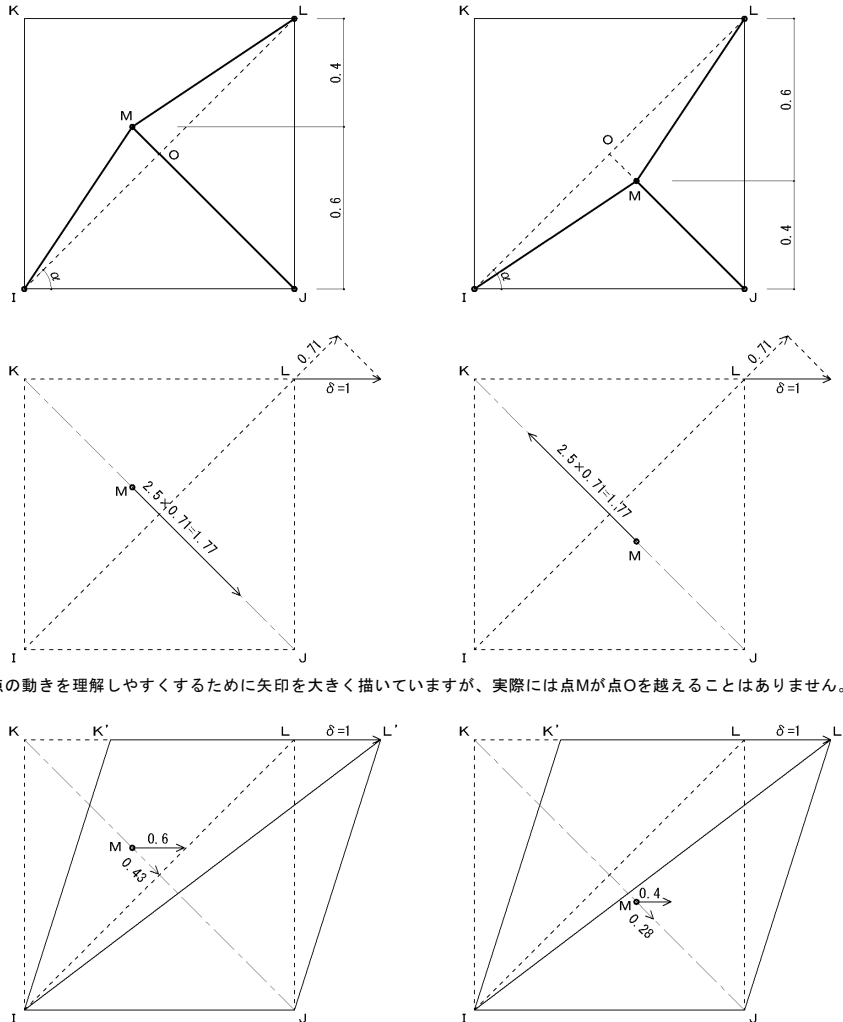 K
L
0.4
M
O
0.6
α
I
J
K
L
0.6
O
M
0.4
α
I
J
0.71
K
L
δ=1
M
2.5×0.71=1.77
I
J
0.71
K
L
δ=1
2.5×0.71=1.77
M
I
J
点の動きを理解しやすくするために矢印を大きく描いていますが、実際には点Mが点Oを越えることはありません。
K
K'
L
δ=1
L'
M
0.6
0.43
I
J
K
K'
L
δ=1
L
0.4
M
0.28
I
J